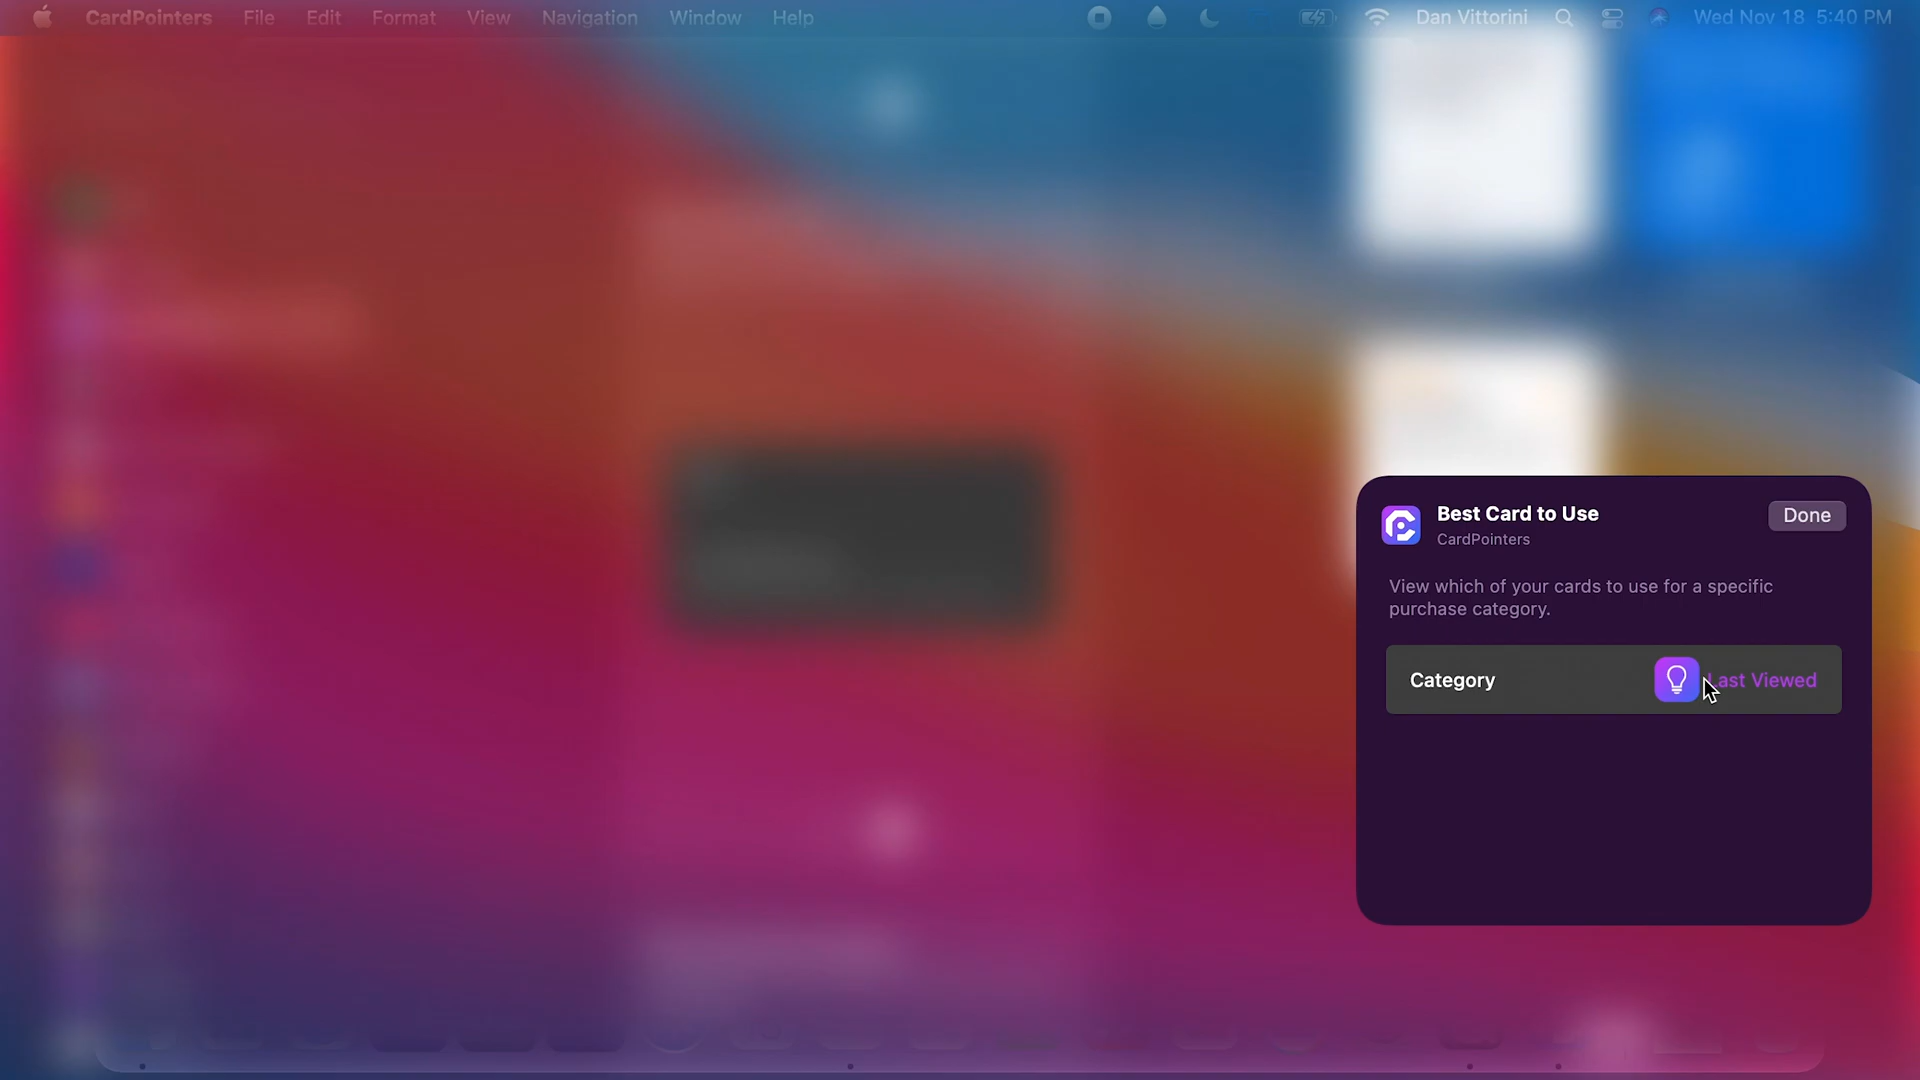 CardPointers File Edit Format View Navigation Window Help Dan Vittorini Wed Nov 18 5:40 PM
Best Card to Use
Done
CardPointers
View which of your cards to use for a specific
purchase category.
Category Last Viewed